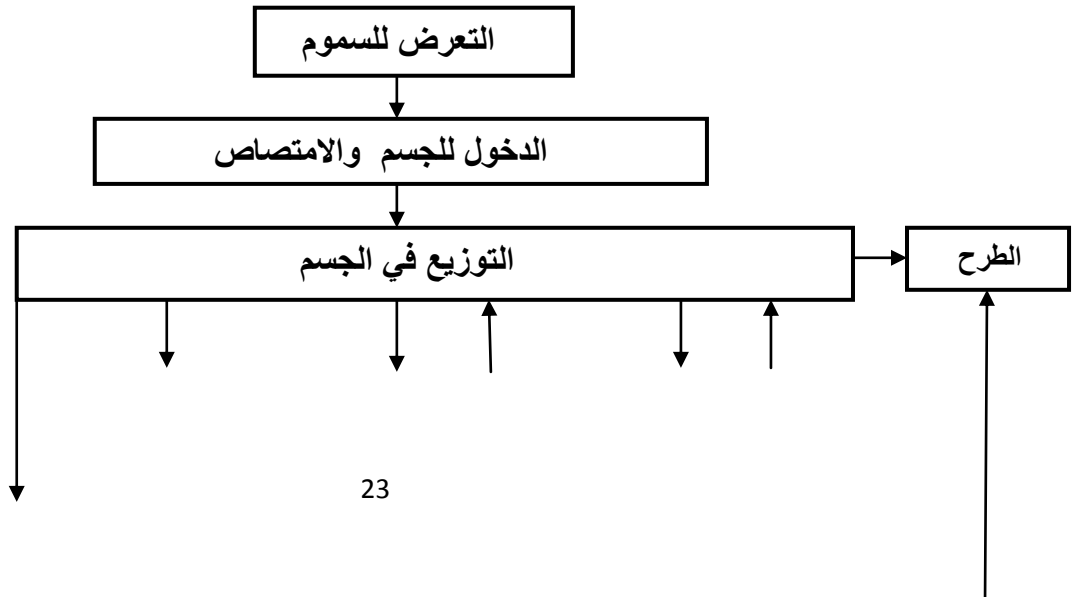 التعرض للسموم
الدخول للجسم والامتصاص
التوزيع في الجسم
الطرح
23